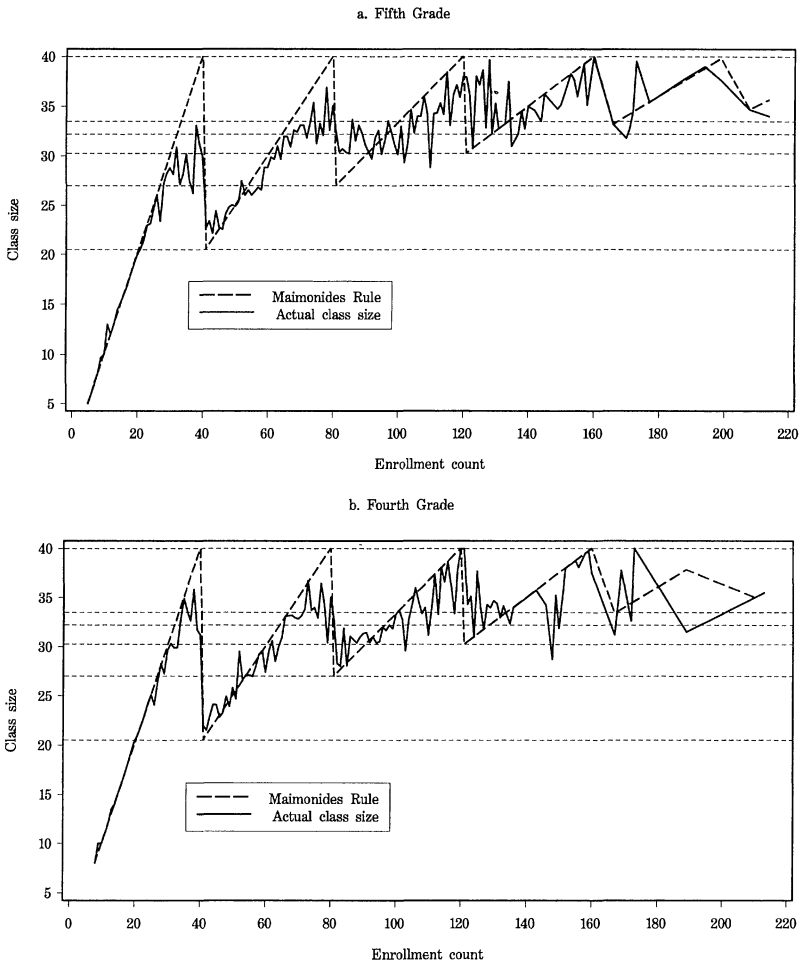 a. Fifth Grade
40
35
30
25
20
15
10
5
Class size
Maimonides Rule
Actual class size
0 20 40 60 80 100 120 140 160 180 200 220
Enrollment count
b. Fourth Grade
40
35
30
25
20
15
10
5
Class size
Maimonides Rule
Actual class size
0 20 40 60 80 100 120 140 160 180 200 220
Enrollment count